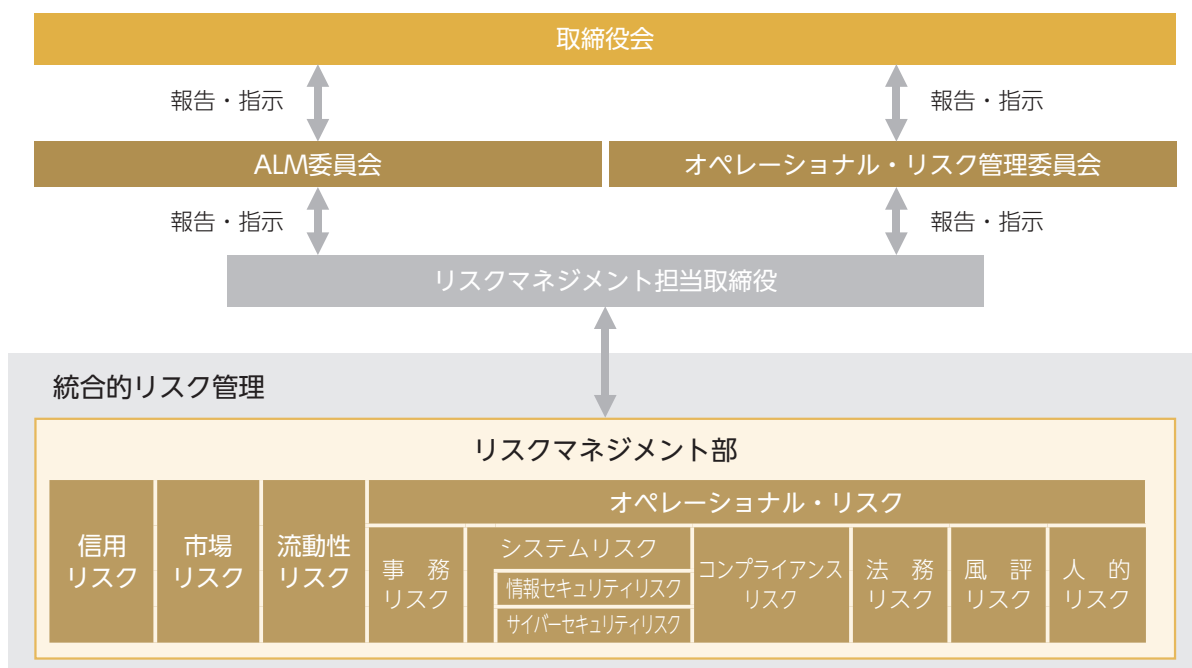 取締役会
報告・指示
報告・指示
ALM委員会
オペレーショナル・リスク管理委員会
報告・指示
報告・指示
リスクマネジメント担当取締役
統合的リスク管理
リスクマネジメント部
信用
リスク
市場
リスク
流動性
リスク
オペレーショナル・リスク
事務
リスク
システムリスク
情報セキュリティリスク
サイバーセキュリティリスク
コンプライアンス
リスク
法務
リスク
風評
リスク
人的
リスク